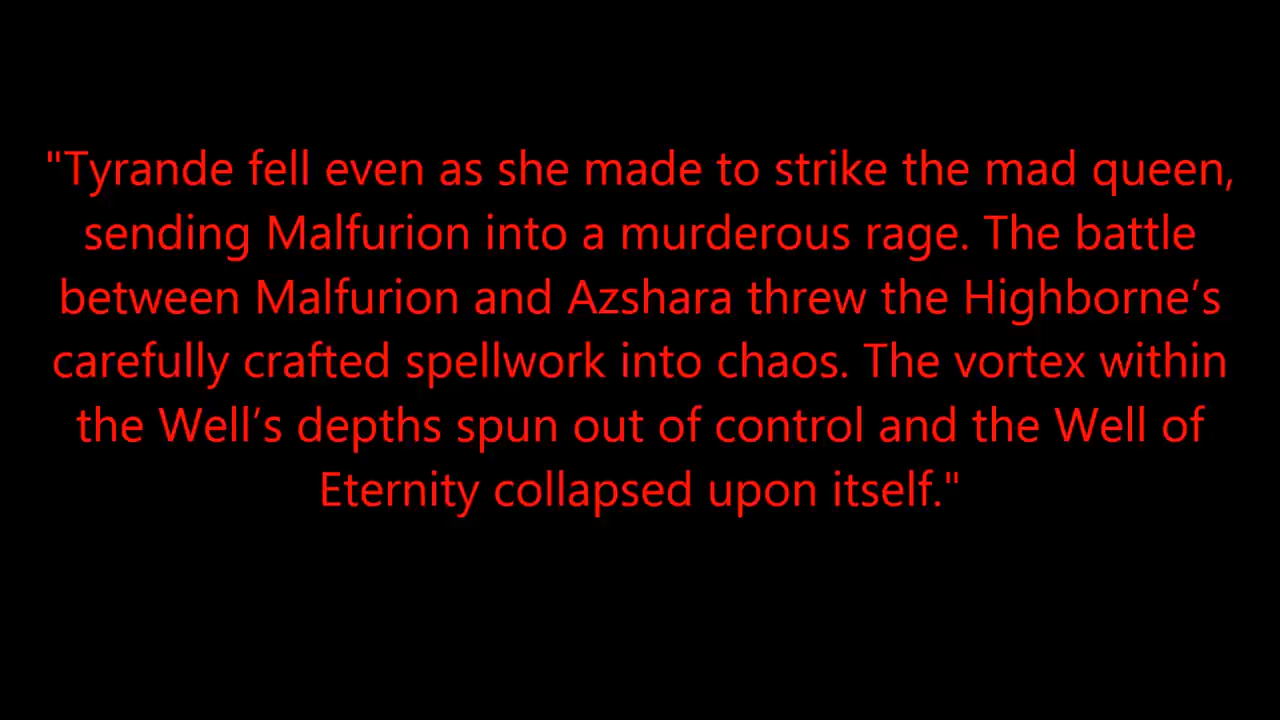 "Tyrande fell even as she made to strike the mad queen,
sending Malfurion into a murderous rage. The battle
between Malfurion and Azshara threw the Highborne’s
carefully crafted spellwork into chaos. The vortex within
the Well’s depths spun out of control and the Well of
Eternity collapsed upon itself."